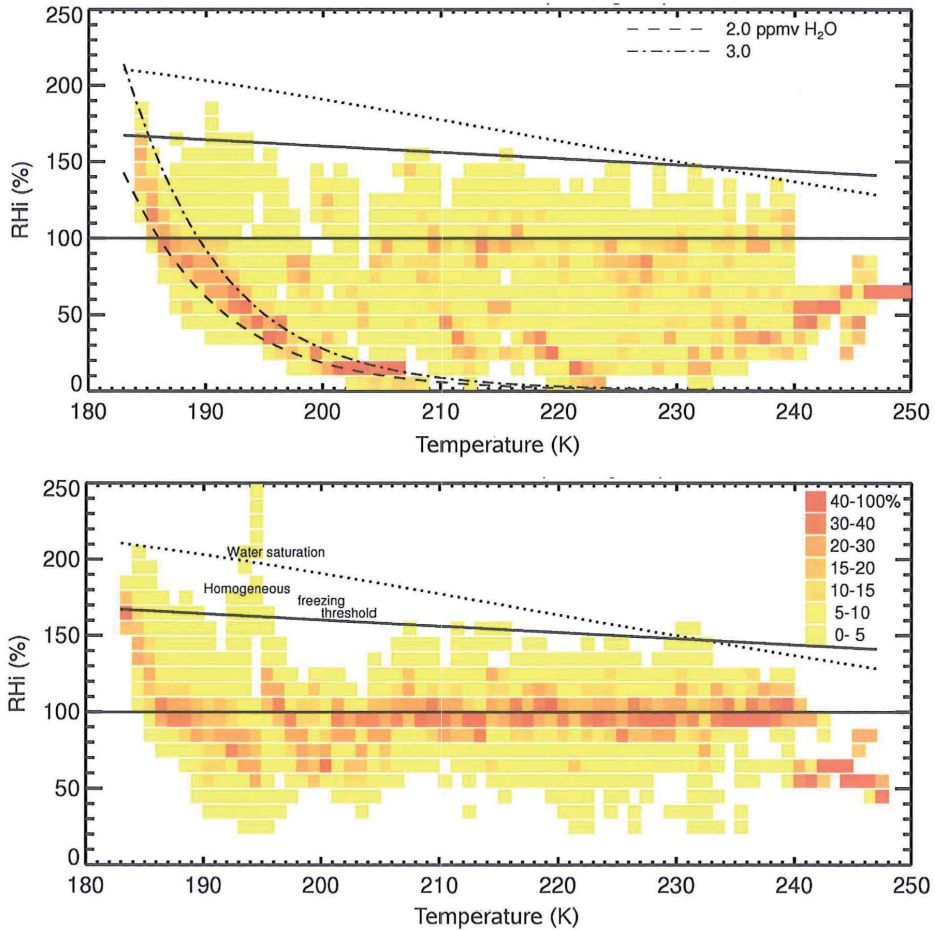 2.0 ppmv H₂O
3.0
250
200
150
100
50
0
RHi (%)
180 190 200 210 220 230 240 250
Temperature (K)
40-100%
30-40
20-30
15-20
10-15
5-10
0- 5
Water saturation
Homogeneous
freezing
threshold
250
200
150
100
50
0
RHi (%)
180 190 200 210 220 230 240 250
Temperature (K)